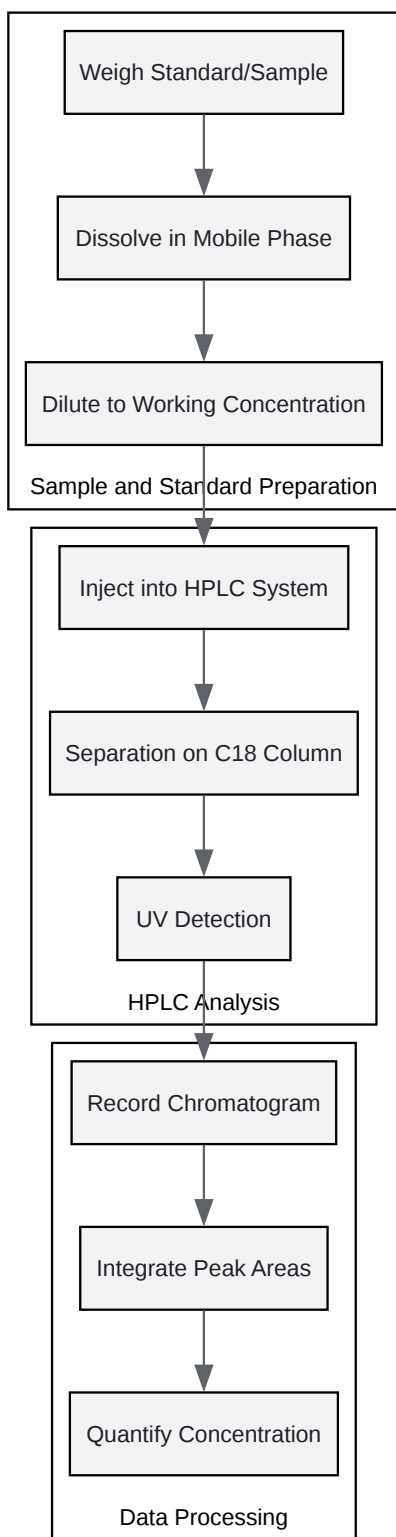 Weigh Standard/Sample
Dissolve in Mobile Phase
Dilute to Working Concentration
Sample and Standard Preparation
Inject into HPLC System
Separation on C18 Column
UV Detection
HPLC Analysis
Record Chromatogram
Integrate Peak Areas
Quantify Concentration
Data Processing